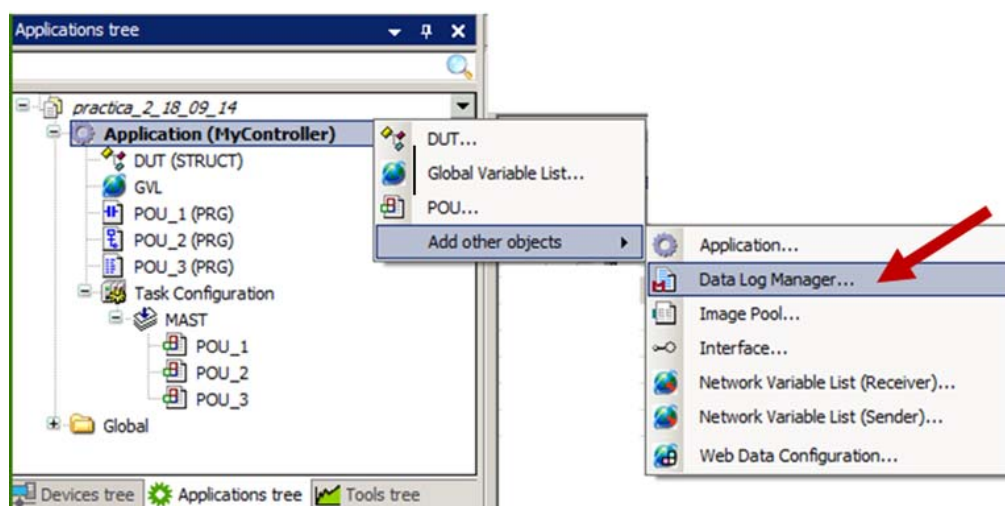 Applications tree
practica_2_18_09_14
Application (MyController)
DUT (STRUCT)
GVL
POU_1 (PRG)
POU_2 (PRG)
POU_3 (PRG)
Task Configuration
MAST
POU_1
POU_2
POU_3
Global
Devices tree Applications tree Tools tree
DUT...
Global Variable List...
POU...
Add other objects
Application...
Data Log Manager...
Image Pool...
Interface...
Network Variable List (Receiver)...
Network Variable List (Sender)...
Web Data Configuration...